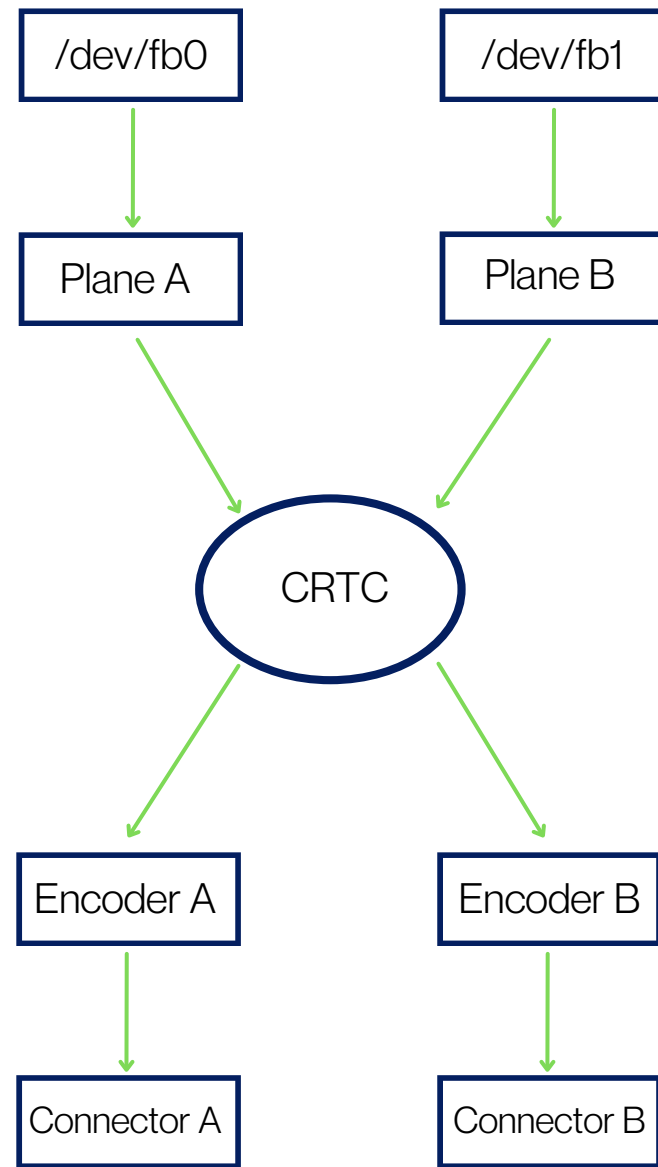 /dev/fb0
/dev/fb1
Plane A
Plane B
CRTC
Encoder A
Encoder B
Connector A
Connector B